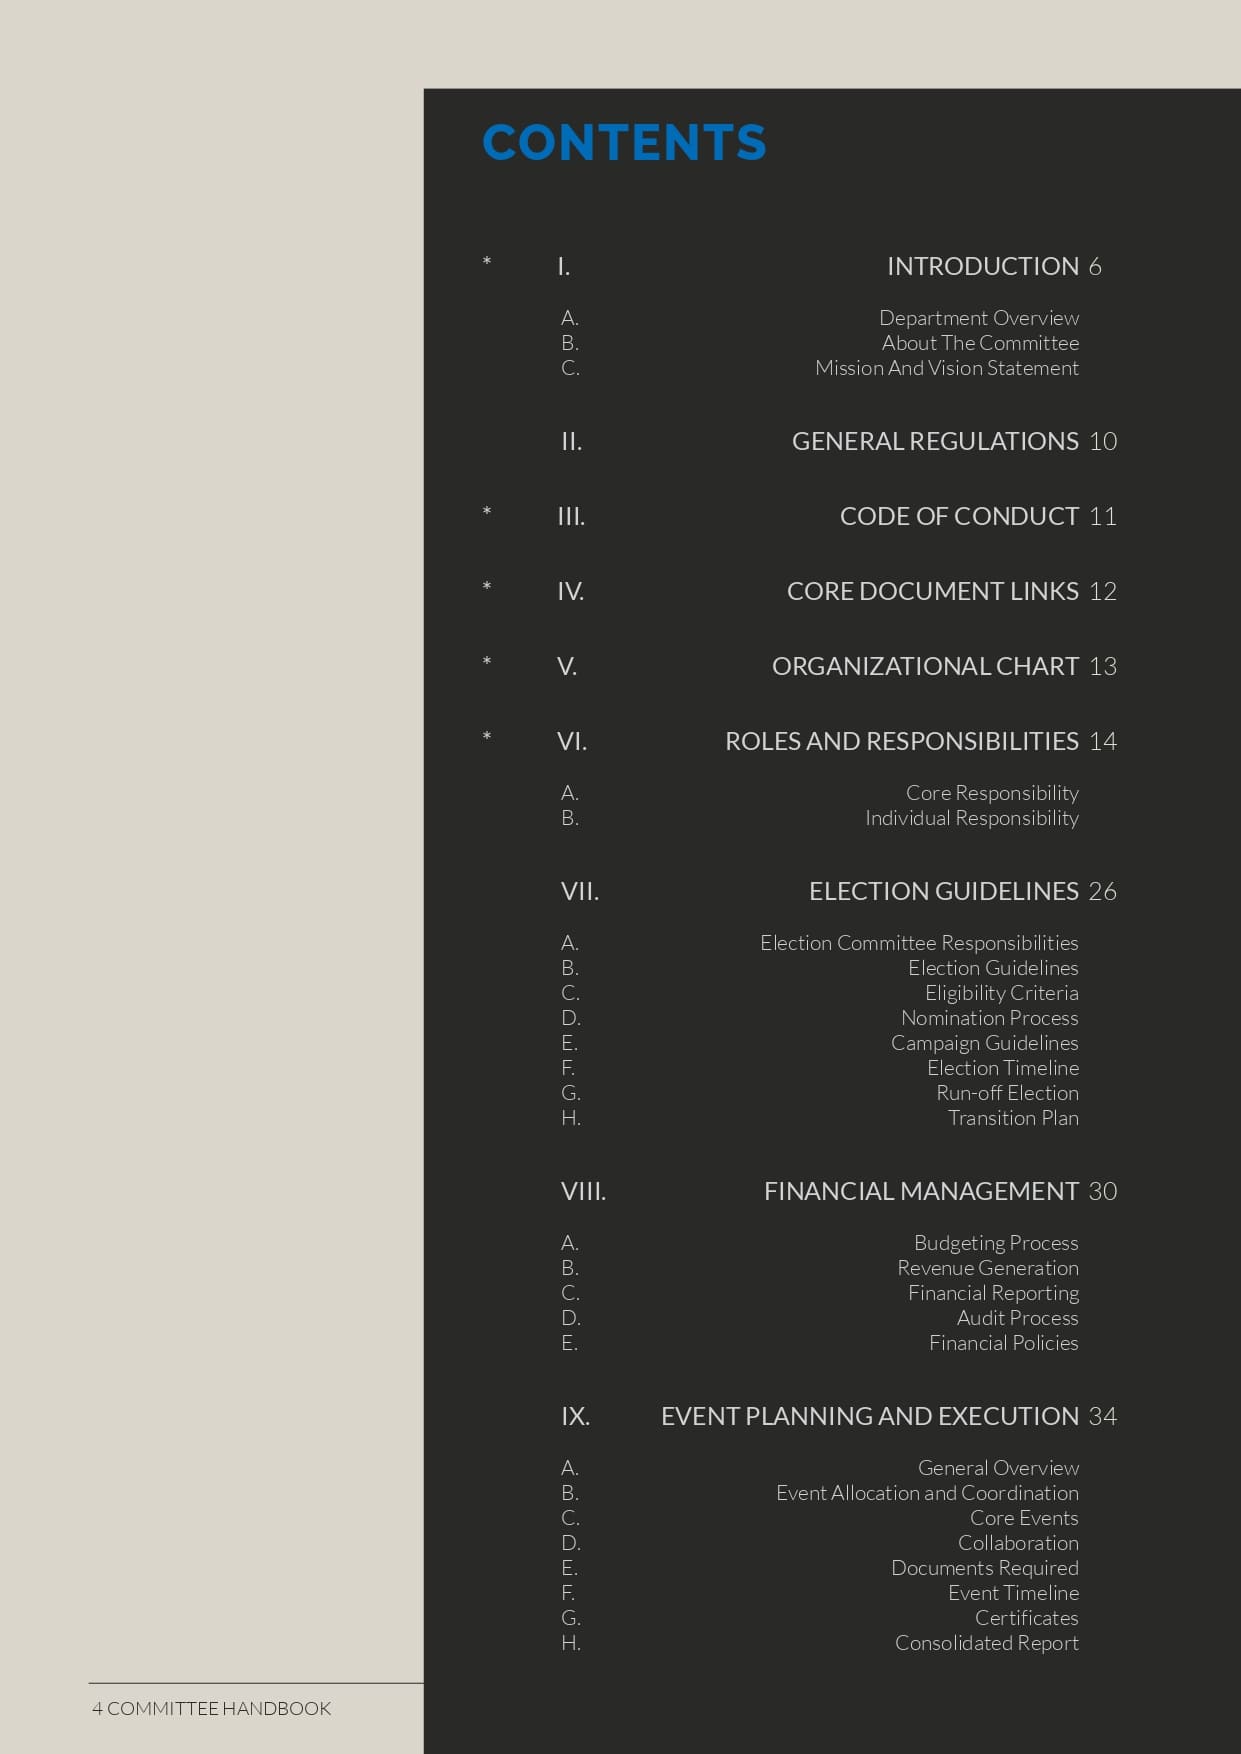 CONTENTS
* I. INTRODUCTION 6
A. Department Overview
B. About The Committee
C. Mission And Vision Statement
II. GENERAL REGULATIONS 10
* III. CODE OF CONDUCT 11
* IV. CORE DOCUMENT LINKS 12
* V. ORGANIZATIONAL CHART 13
* VI. ROLES AND RESPONSIBILITIES 14
A. Core Responsibility
B. Individual Responsibility
VII. ELECTION GUIDELINES 26
A. Election Committee Responsibilities
B. Election Guidelines
C. Eligibility Criteria
D. Nomination Process
E. Campaign Guidelines
F. Election Timeline
G. Run-off Election
H. Transition Plan
VIII. FINANCIAL MANAGEMENT 30
A. Budgeting Process
B. Revenue Generation
C. Financial Reporting
D. Audit Process
E. Financial Policies
IX. EVENT PLANNING AND EXECUTION 34
A. General Overview
B. Event Allocation and Coordination
C. Core Events
D. Collaboration
E. Documents Required
F. Event Timeline
G. Certificates
H. Consolidated Report
4 COMMITTEE HANDBOOK